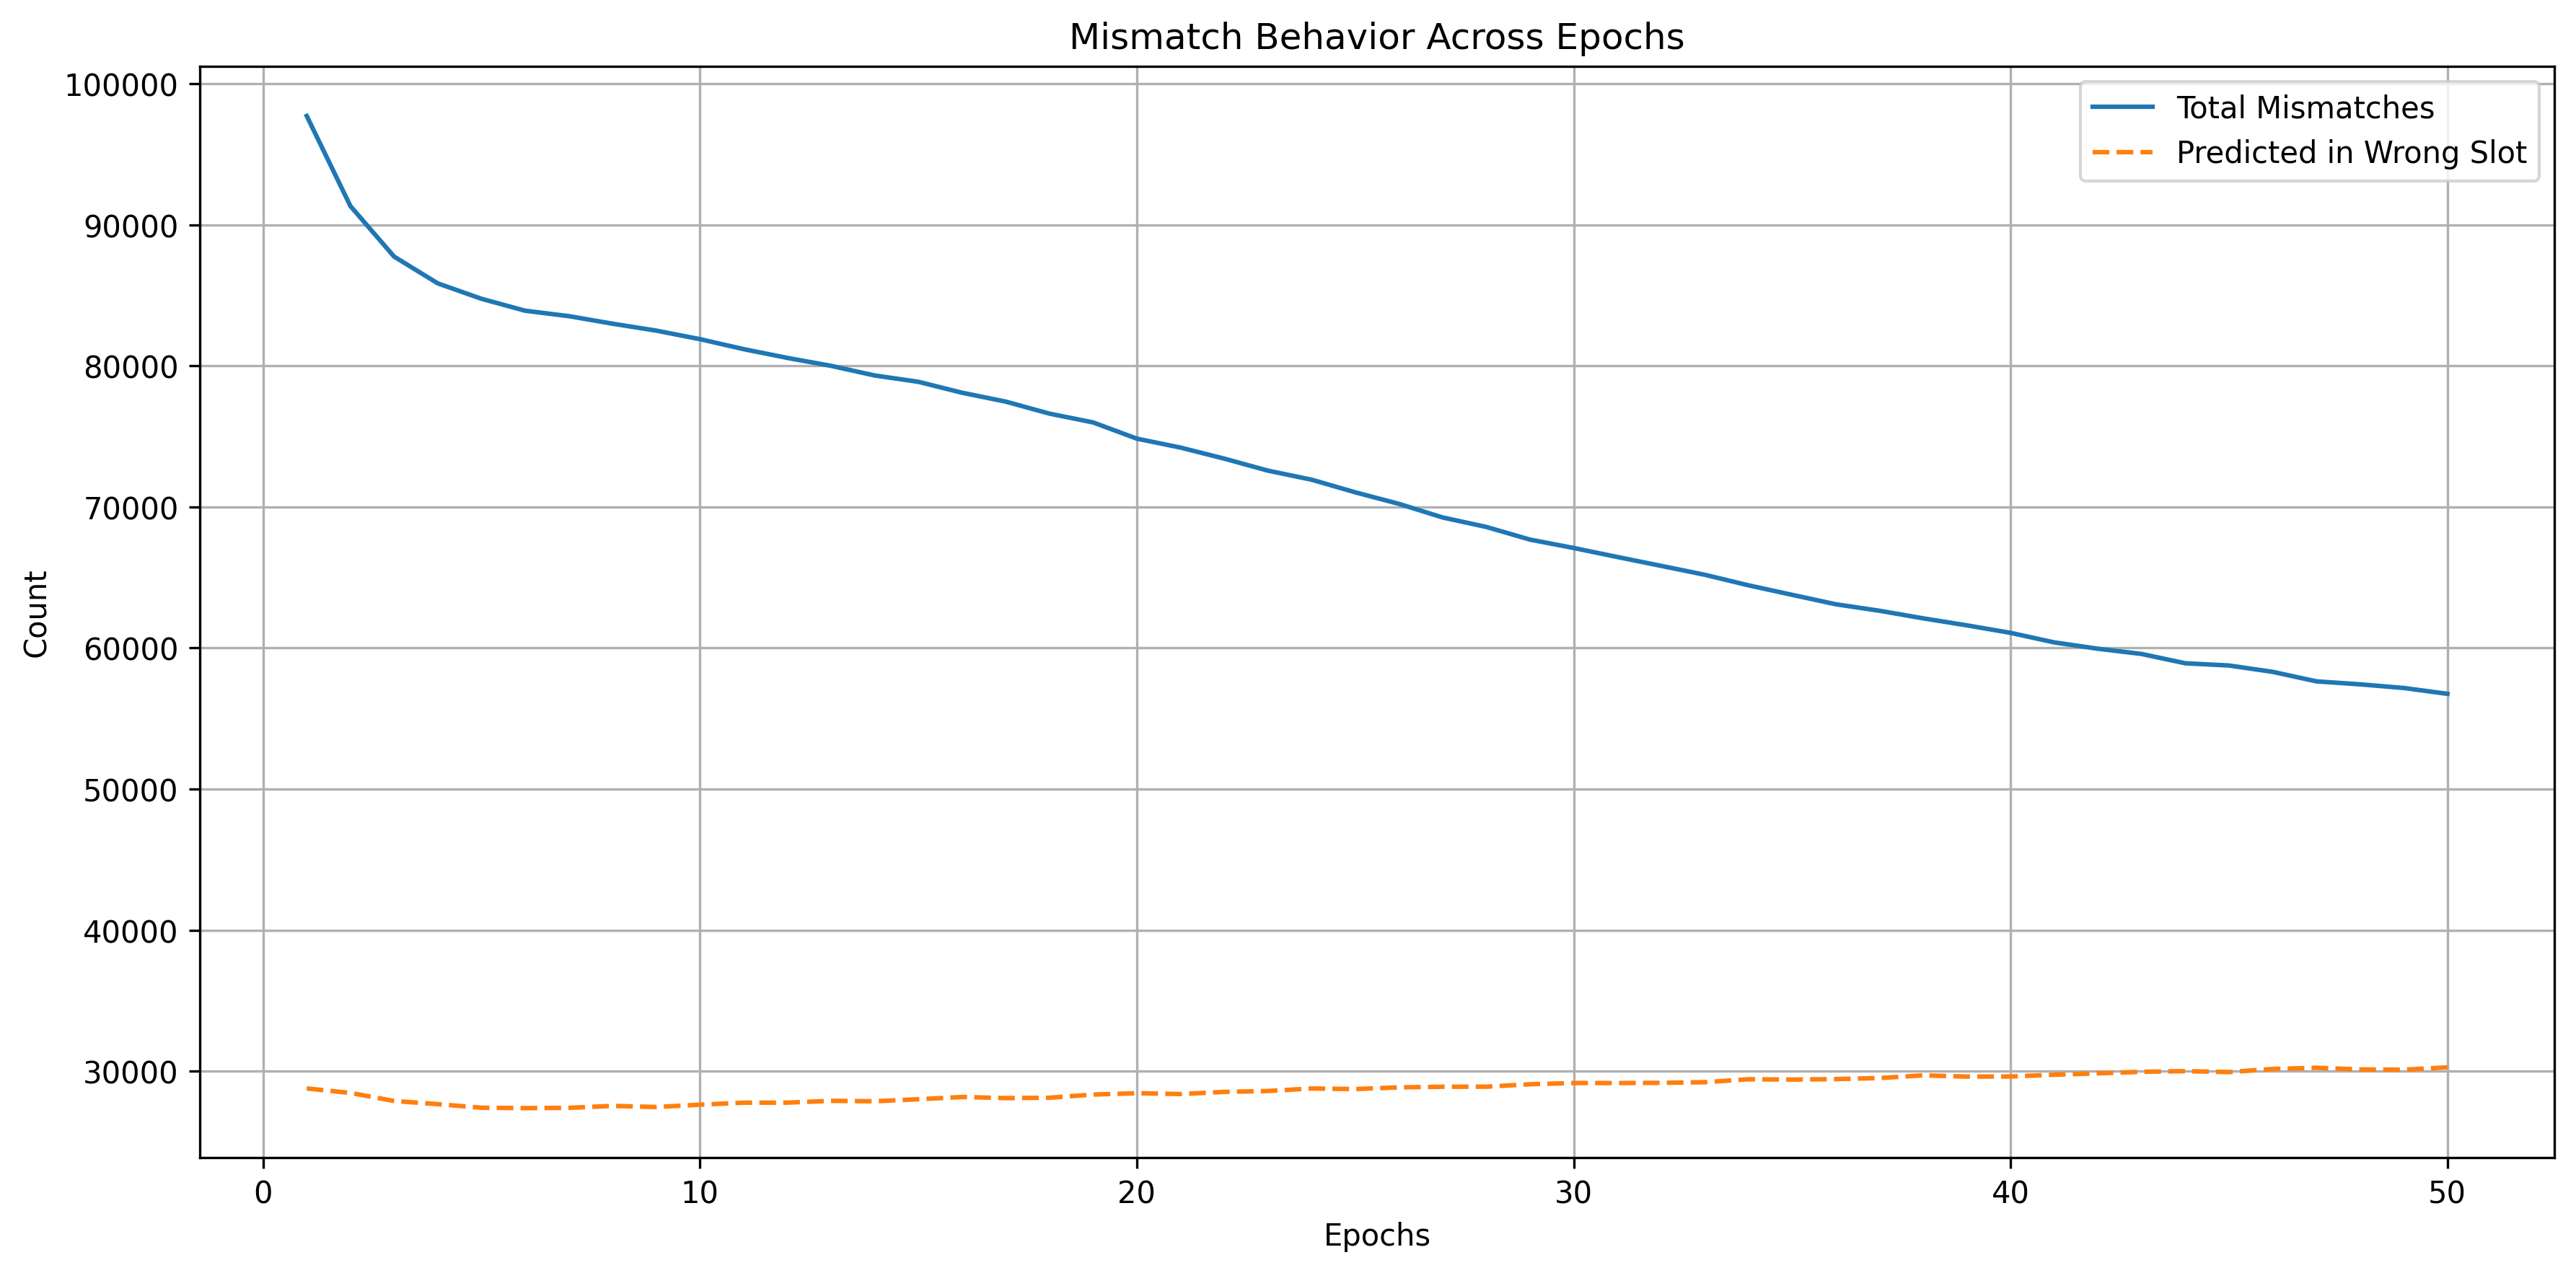 Mismatch Behavior Across Epochs
100000
90000
80000
70000
60000
50000
40000
30000
Count
Total Mismatches
Predicted in Wrong Slot
0 10 20 30 40 50
Epochs